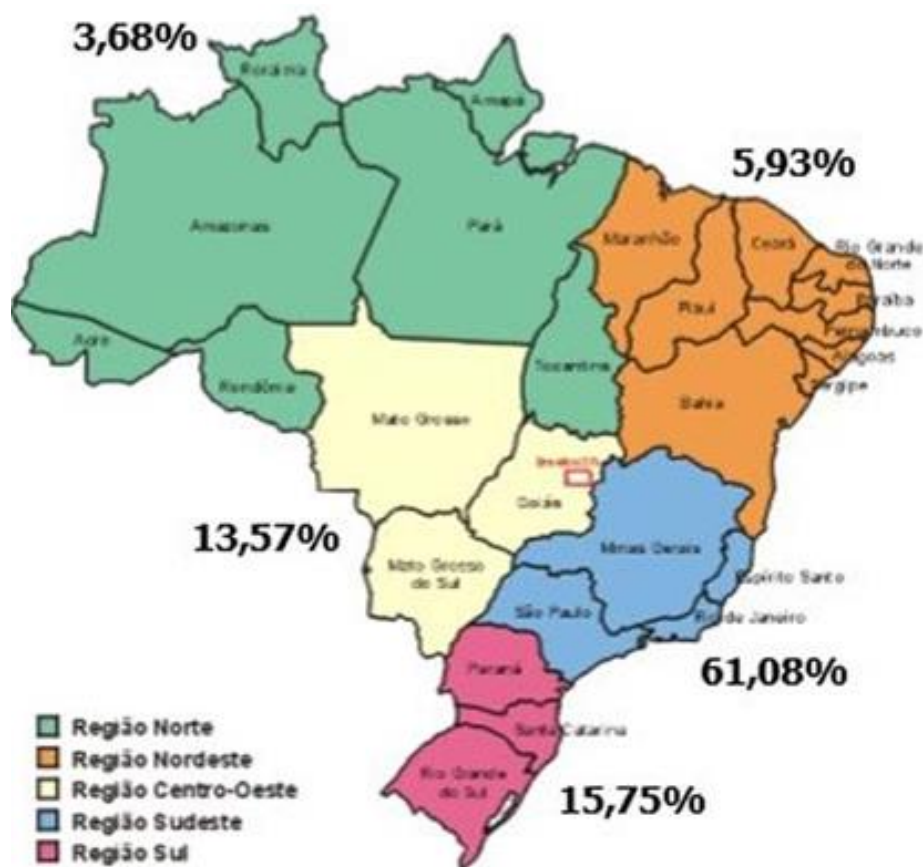 3,68%
Roraima
Amapá
5,93%
Amazonas
Pará
Maranhão
Ceará
Rio Grande
do Norte
Paraíba
Piauí
Pernambuco
Acre
Alagoas
Tocantins
Sergipe
Rondônia
Bahia
Mato Grosso
Goiás
13,57%
Minas Gerais
Mato Grosso
do Sul
Espírito Santo
São Paulo
Rio de Janeiro
Paraná
61,08%
Santa Catarina
Rio Grande
do Sul
15,75%
Região Norte
Região Nordeste
Região Centro-Oeste
Região Sudeste
Região Sul